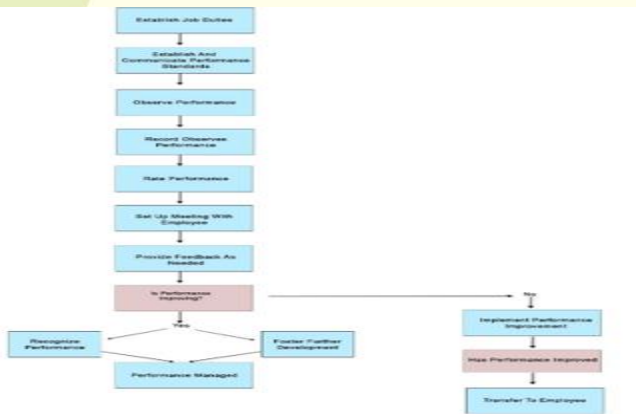 Establish Job Duties
Establish And
Communicate Performance
Standards
Observe Performance
Record Observes
Performance
Rate Performance
Set Up Meeting With
Employee
Provide Feedback As
Needed
Is Performance
Improving?
No
Yes
Recognize
Performance
Foster Further
Development
Performance Managed
Implement Performance
Improvement
Has Performance Improved
Transfer To Employee